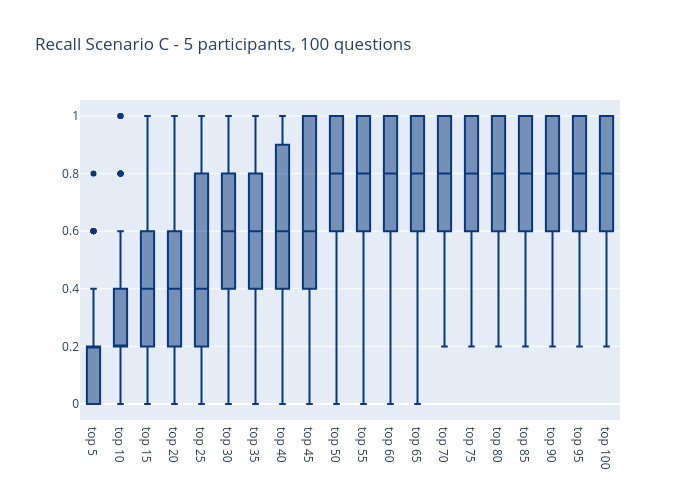 Recall Scenario C - 5 participants, 100 questions
1
0.8
0.6
0.4
0.2
0
top 5
top 10
top 15
top 20
top 25
top 30
top 35
top 40
top 45
top 50
top 55
top 60
top 65
top 70
top 75
top 80
top 85
top 90
top 95
top 100